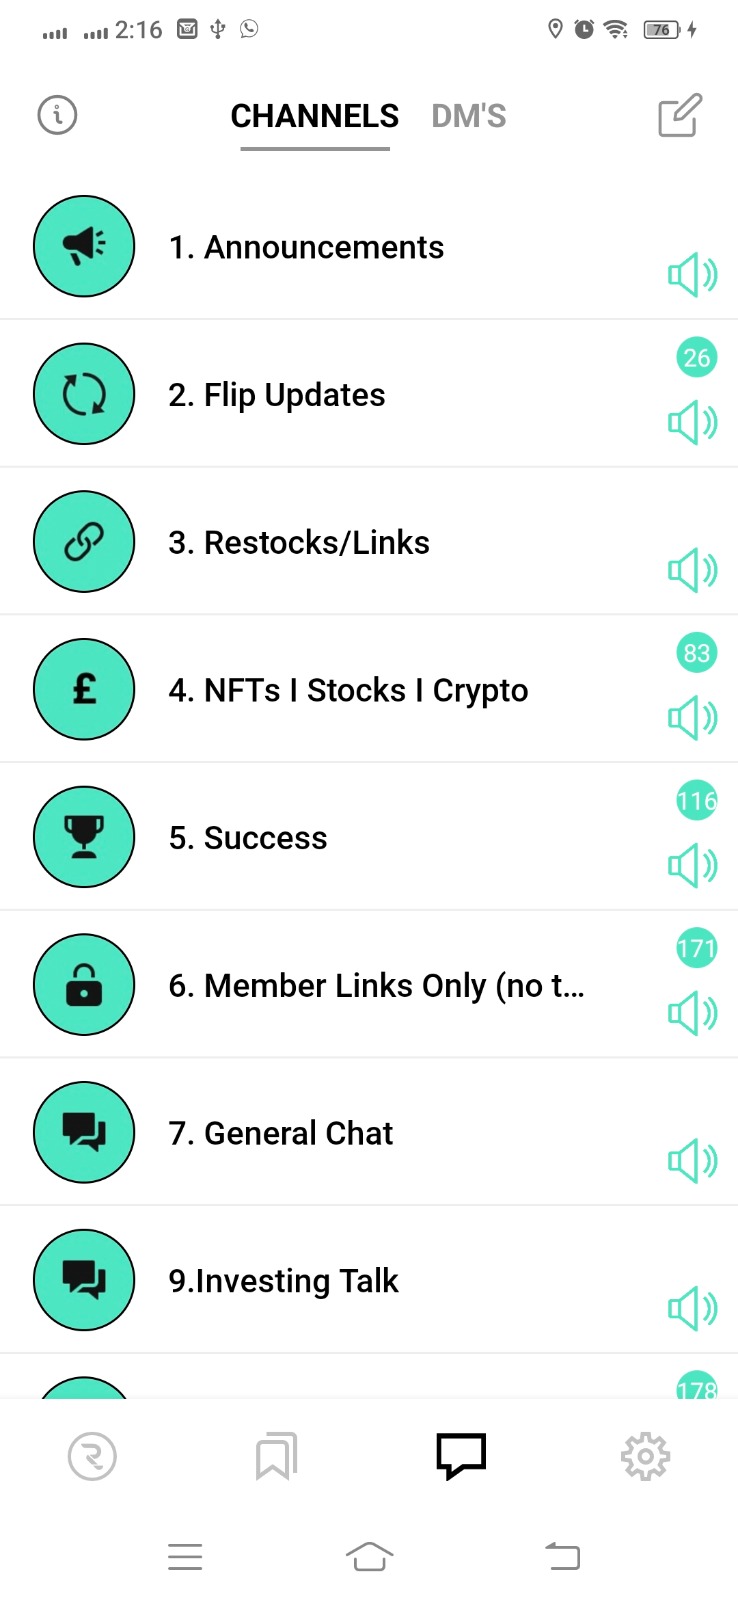 2:16
76
CHANNELS DM'S
1. Announcements
26
2. Flip Updates
3. Restocks/Links
83
£
4. NFTs I Stocks I Crypto
116
5. Success
171
6. Member Links Only (no t...
7. General Chat
9.Investing Talk
178